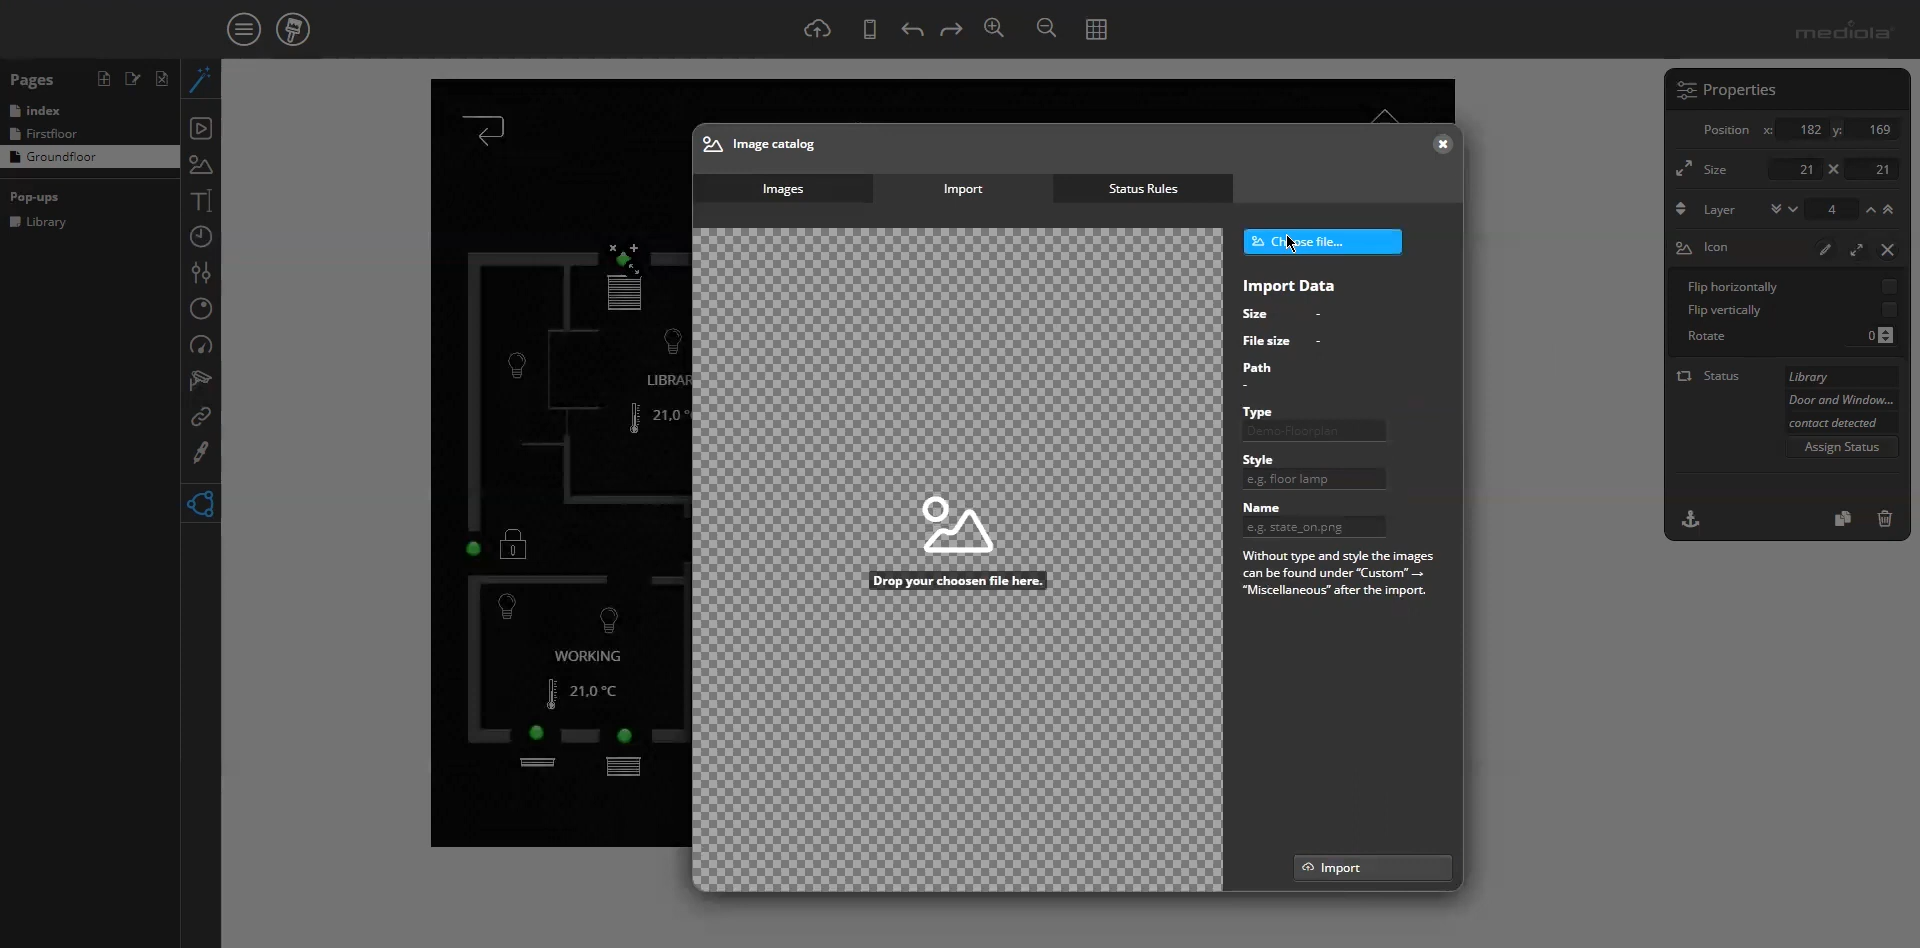 mediola
Pages
index
Firstfloor
Groundfloor
Pop-ups
Library
Image catalog
Images
Import
Status Rules
Choose file...
Import Data
Size -
File size -
Path
-
Type
Demo-Floorplan
Style
e.g. floor lamp
Name
e.g. state_on.png
Without type and style the images
can be found under “Custom” →
“Miscellaneous” after the import.
Import
Drop your choosen file here.
LIBRAR
21,0 °
WORKING
21,0 °C
Properties
Position x: 182 y: 169
Size 21 × 21
Layer 4
Icon
Flip horizontally
Flip vertically
Rotate 0
Status Library
Door and Window...
contact detected
Assign Status